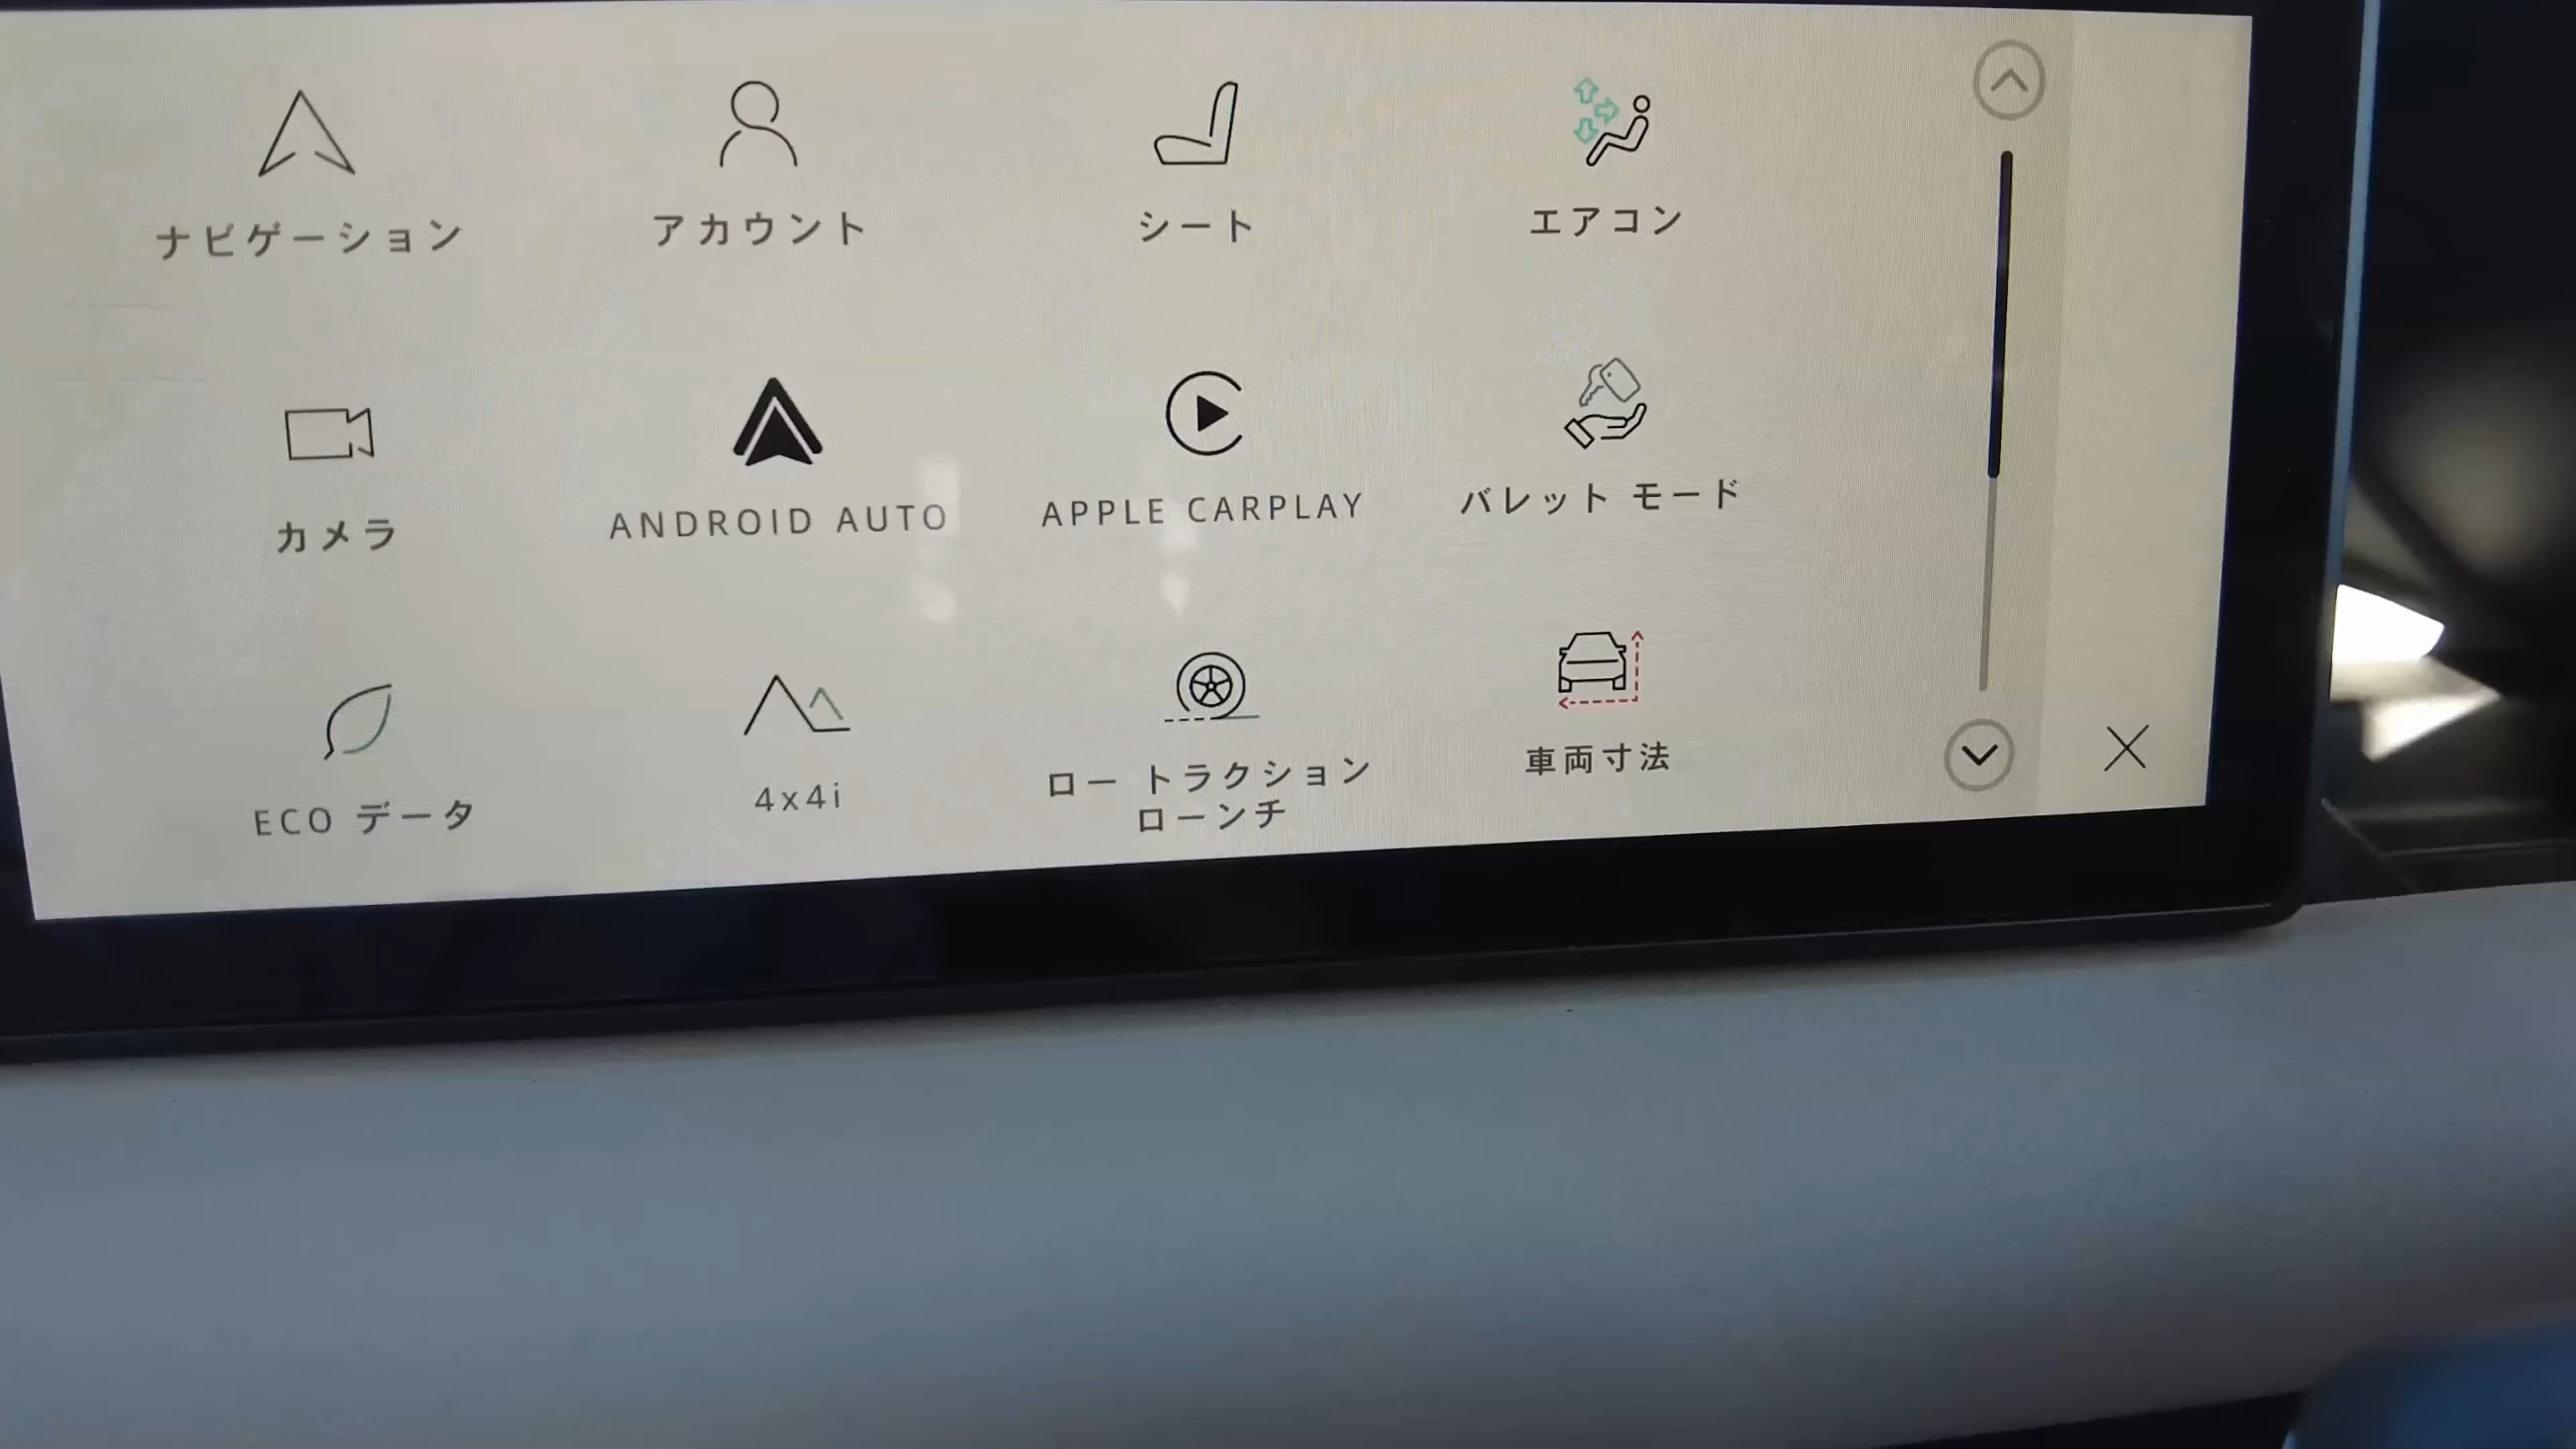 ナビゲーション
アカウント
シート
エアコン
カメラ
ANDROID AUTO
APPLE CARPLAY
バレット モード
ECO データ
4x4i
ロー トラクション
ローンチ
車両寸法